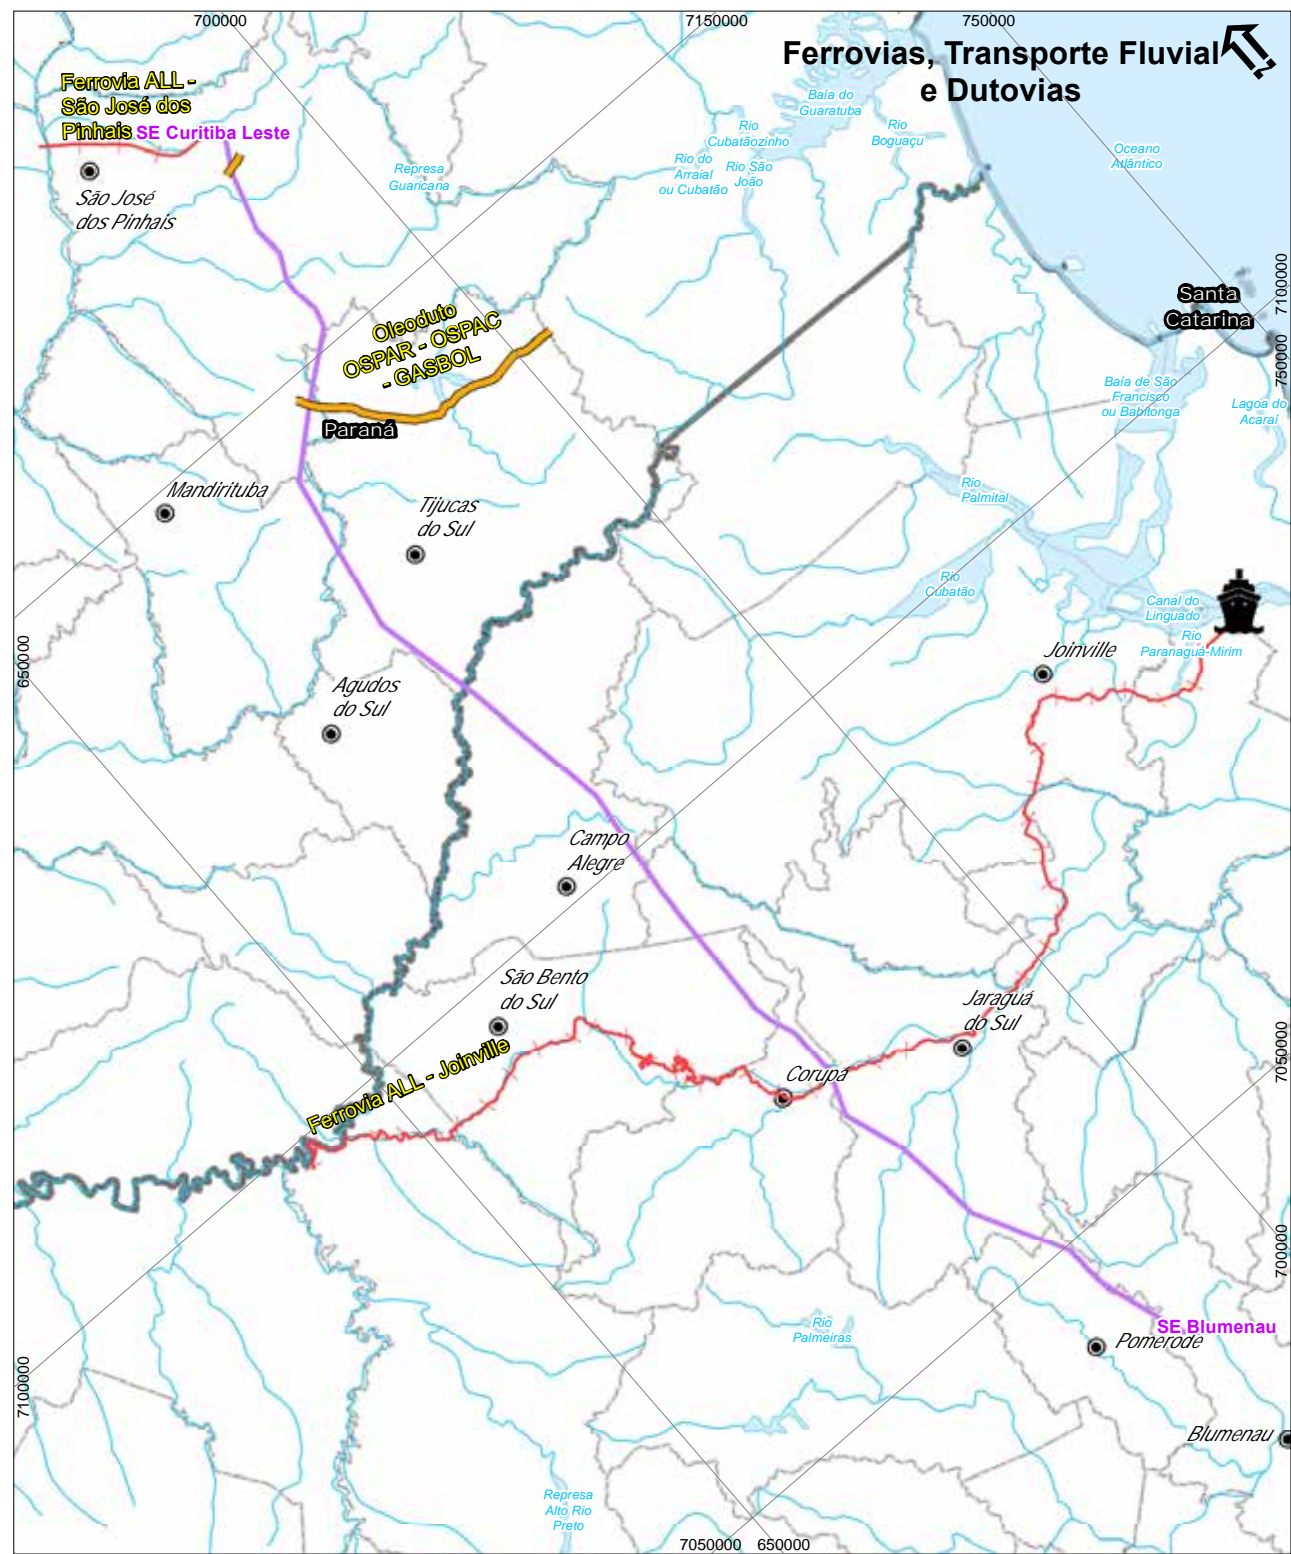 700000
7150000
750000
Ferrovias, Transporte Fluvial
e Dutovias
Ferrovia ALL -
São José dos
Pinhais
SE Curitiba Leste
São José
dos Pinhais
Represa
Guaricana
Baía do
Guaratuba
Rio
Cubatãozinho
Rio
Boguaçu
Rio do
Arraial
ou Cubatão
Rio São
João
Oceano
Atlântico
7100000
Santa
Catarina
750000
Oleoduto
OSPAR - OSPAC
- GASBOL
Paraná
Baía de São
Francisco
ou Babitonga
Lagoa do
Acaraí
Mandirituba
Tijucas
do Sul
Rio
Palmital
Rio
Cubatão
Canal do
Linguado
Rio
Paranaguá-Mirim
Joinville
650000
Agudos
do Sul
Campo
Alegre
São Bento
do Sul
Jaraguá
do Sul
Ferrovia ALL - Joinville
Corupá
7050000
700000
Rio
Palmeiras
SE Blumenau
Pomerode
7100000
Blumenau
Represa
Alto Rio
Preto
7050000
650000